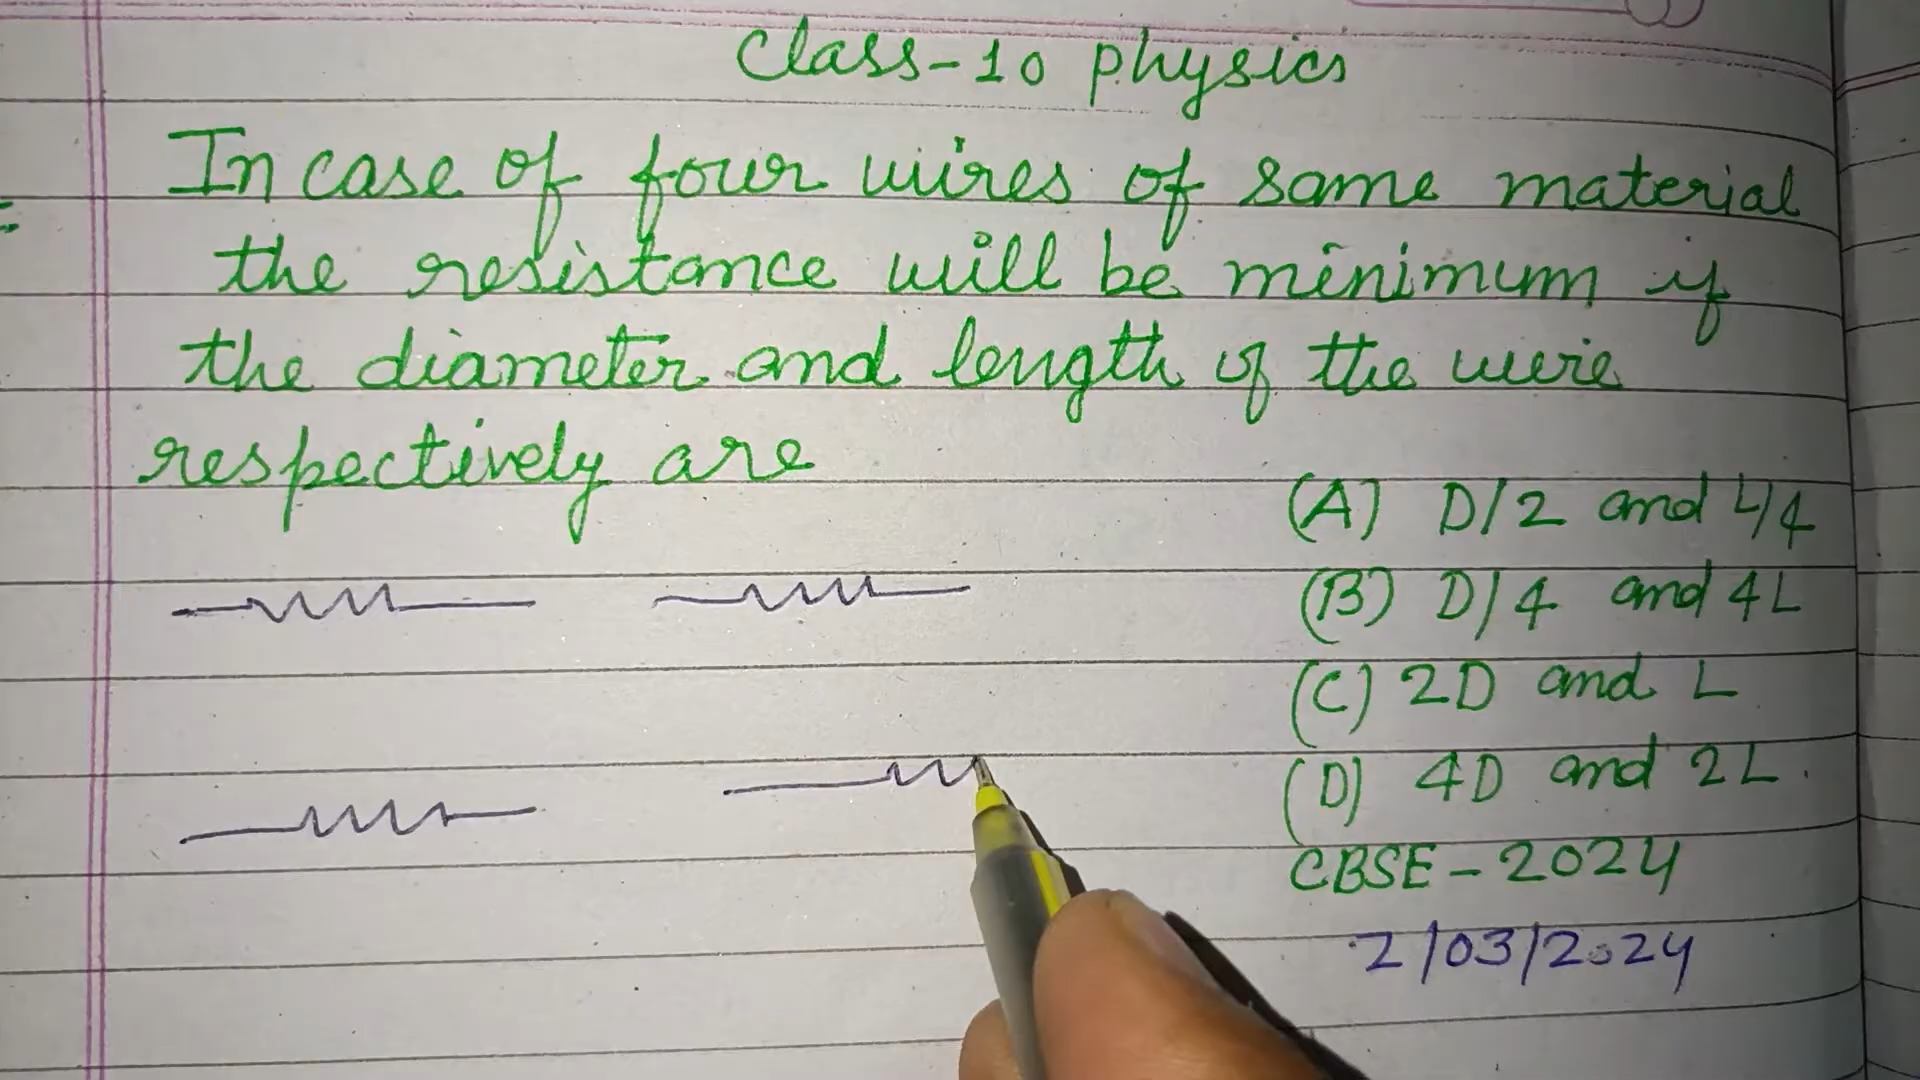 Class-10 physics
In case of four wires of same material
the resistance will be minimum if
the diameter and length of the wire
respectively are
(A) D/2 and L/4
(B) D/4 and 4L
(C) 2D and L
(D) 4D and 2L.
CBSE-2024
2/03/2024